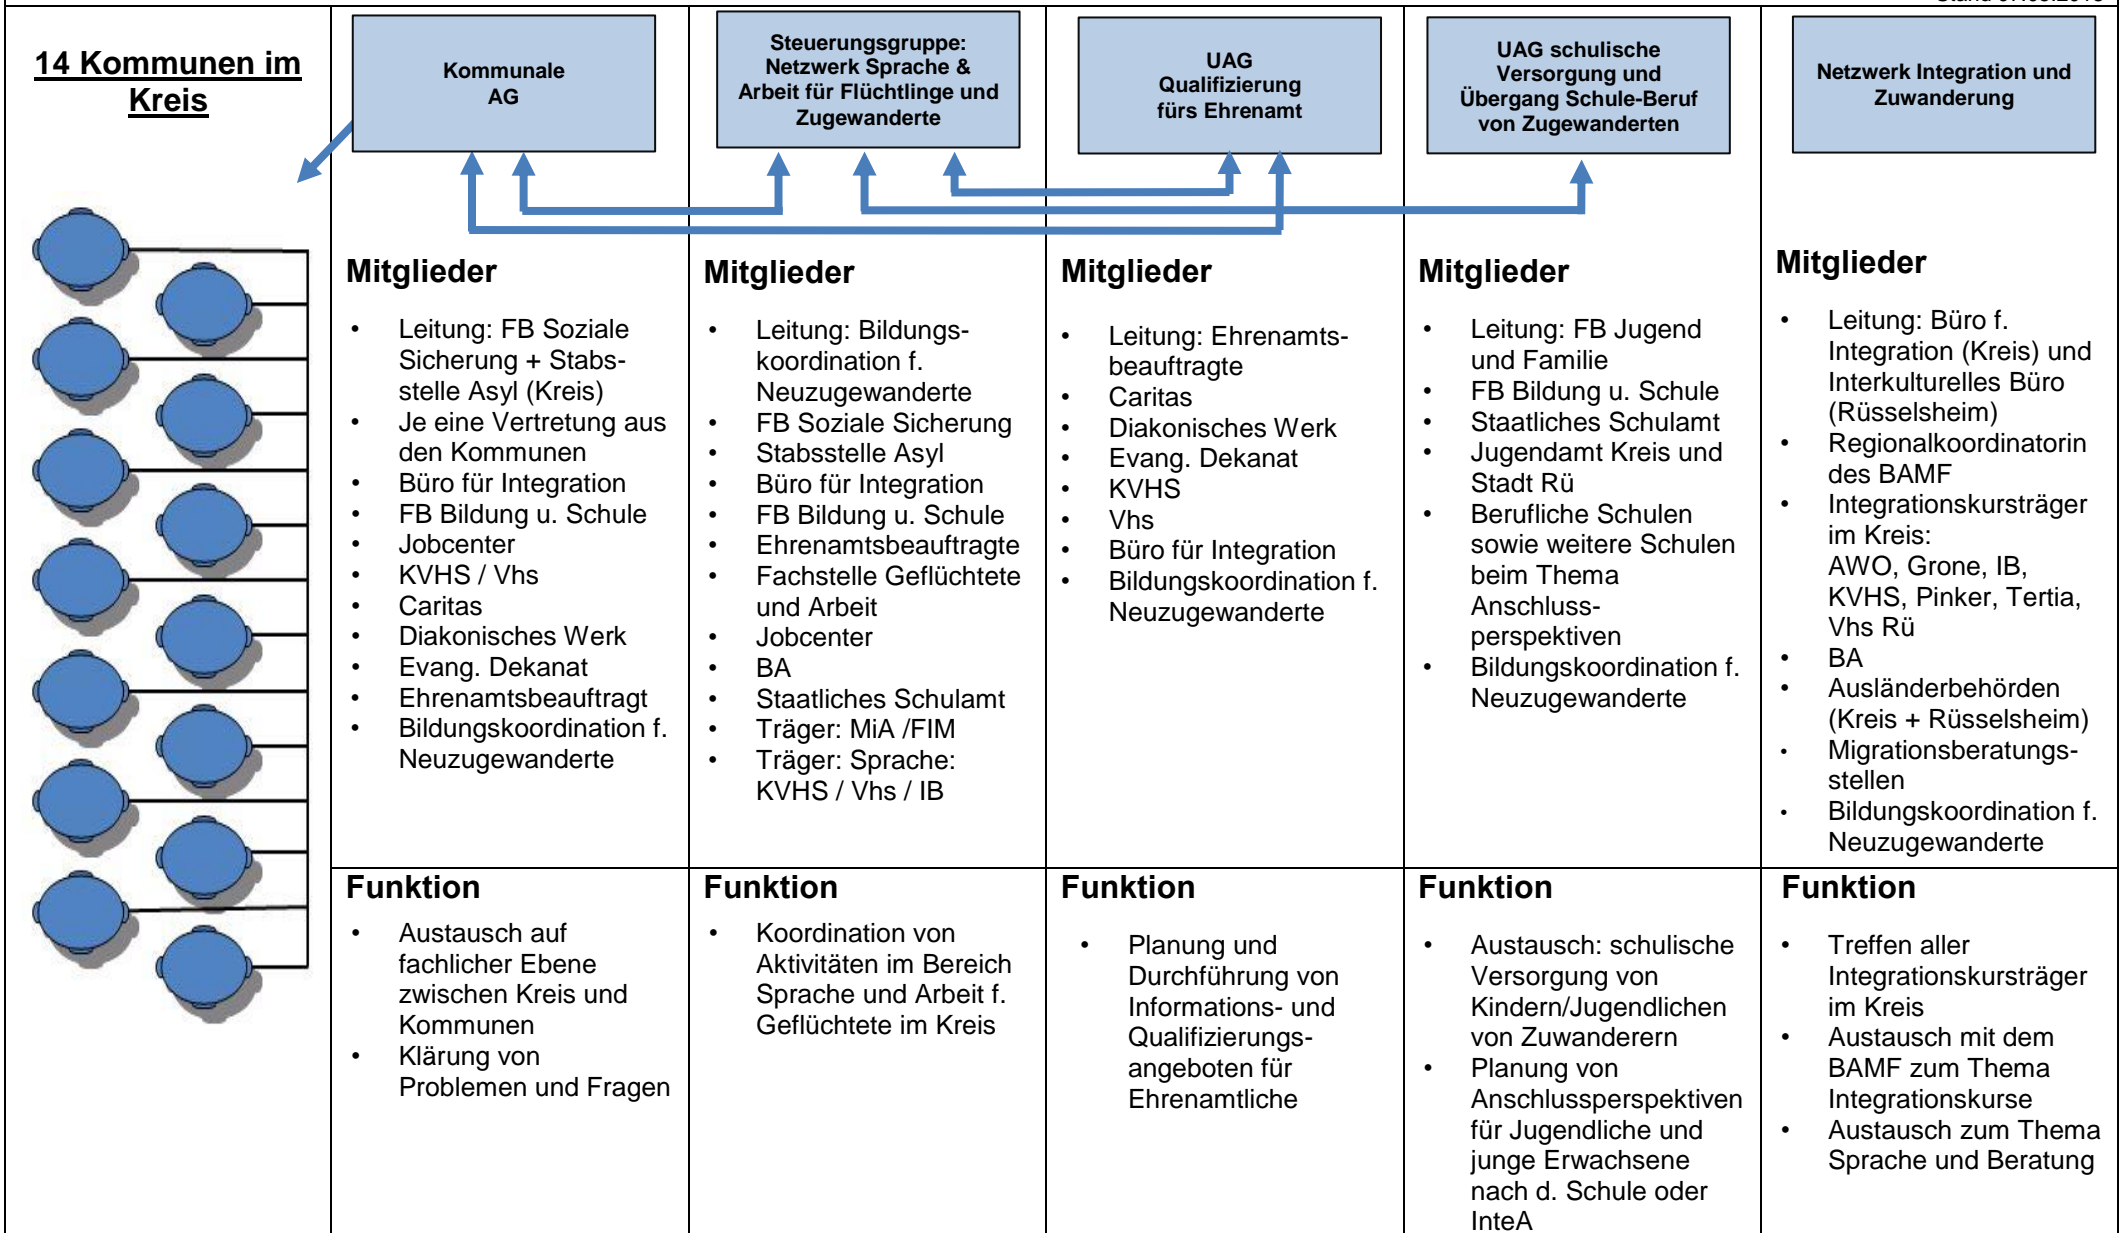 14 Kommunen im
Kreis
Kommunale
AG
Steuerungsgruppe:
Netzwerk Sprache &
Arbeit für Flüchtlinge und
Zugewanderte
UAG
Qualifizierung
fürs Ehrenamt
UAG schulische
Versorgung und
Übergang Schule-Beruf
von Zugewanderten
Netzwerk Integration und
Zuwanderung
Mitglieder
• Leitung: FB Soziale
Sicherung + Stabs-
stelle Asyl (Kreis)
• Je eine Vertretung aus
den Kommunen
• Büro für Integration
• FB Bildung u. Schule
• Jobcenter
• KVHS / Vhs
• Caritas
• Diakonisches Werk
• Evang. Dekanat
• Ehrenamtsbeauftragt
• Bildungskoordination f.
Neuzugewanderte
Mitglieder
• Leitung: Bildungs-
koordination f.
Neuzugewanderte
• FB Soziale Sicherung
• Stabsstelle Asyl
• Büro für Integration
• FB Bildung u. Schule
• Ehrenamtsbeauftragte
• Fachstelle Geflüchtete
und Arbeit
• Jobcenter
• BA
• Staatliches Schulamt
• Träger: MiA /FIM
• Träger: Sprache:
KVHS / Vhs / IB
Mitglieder
• Leitung: Ehrenamts-
beauftragte
• Caritas
• Diakonisches Werk
• Evang. Dekanat
• KVHS
• Vhs
• Büro für Integration
• Bildungskoordination f.
Neuzugewanderte
Mitglieder
• Leitung: FB Jugend
und Familie
• FB Bildung u. Schule
• Staatliches Schulamt
• Jugendamt Kreis und
Stadt Rü
• Berufliche Schulen
sowie weitere Schulen
beim Thema
Anschluss-
perspektiven
• Bildungskoordination f.
Neuzugewanderte
Mitglieder
• Leitung: Büro f.
Integration (Kreis) und
Interkulturelles Büro
(Rüsselsheim)
• Regionalkoordinatorin
des BAMF
• Integrationskursträger
im Kreis:
AWO, Grone, IB,
KVHS, Pinker, Tertia,
Vhs Rü
• BA
• Ausländerbehörden
(Kreis + Rüsselsheim)
• Migrationsberatungs-
stellen
• Bildungskoordination f.
Neuzugewanderte
Funktion
• Austausch auf
fachlicher Ebene
zwischen Kreis und
Kommunen
• Klärung von
Problemen und Fragen
Funktion
• Koordination von
Aktivitäten im Bereich
Sprache und Arbeit f.
Geflüchtete im Kreis
Funktion
• Planung und
Durchführung von
Informations- und
Qualifizierungs-
angeboten für
Ehrenamtliche
Funktion
• Austausch: schulische
Versorgung von
Kindern/Jugendlichen
von Zuwanderern
• Planung von
Anschlussperspektiven
für Jugendliche und
junge Erwachsene
nach d. Schule oder
InteA
Funktion
• Treffen aller
Integrationskursträger
im Kreis
• Austausch mit dem
BAMF zum Thema
Integrationskurse
• Austausch zum Thema
Sprache und Beratung